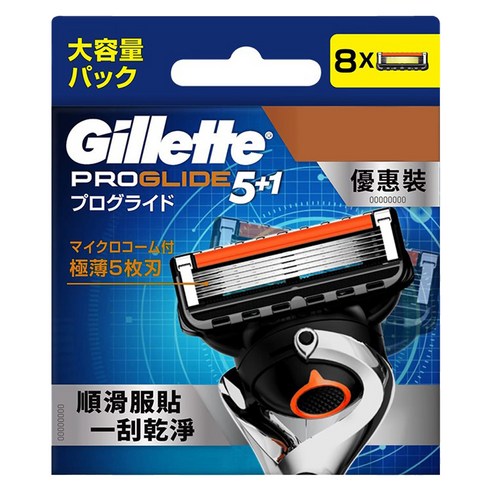 大容量
パック
8X
Gillette®
PROGLIDE 5+1
プログライド
優惠裝
00000000
マイクロコーム付
極薄5枚刃
順滑服貼
一刮乾淨
00000000